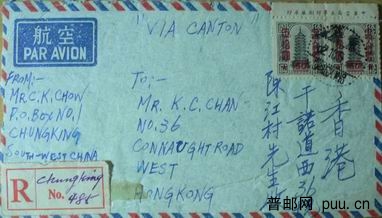 航空
PAR AVION
"VIA CANTON"
FROM:-
MR. C. K. CHOW
P.O. BOX NO. 1
CHUNGKING
SOUTH-WEST CHINA
TO:-
MR. K. C. CHAN
NO. 36
CONNAUGHT ROAD
WEST
HONGKONG
香港
干諾道西36
陳江村先生
R
Chungking
No. 485
普邮网 puu.cn